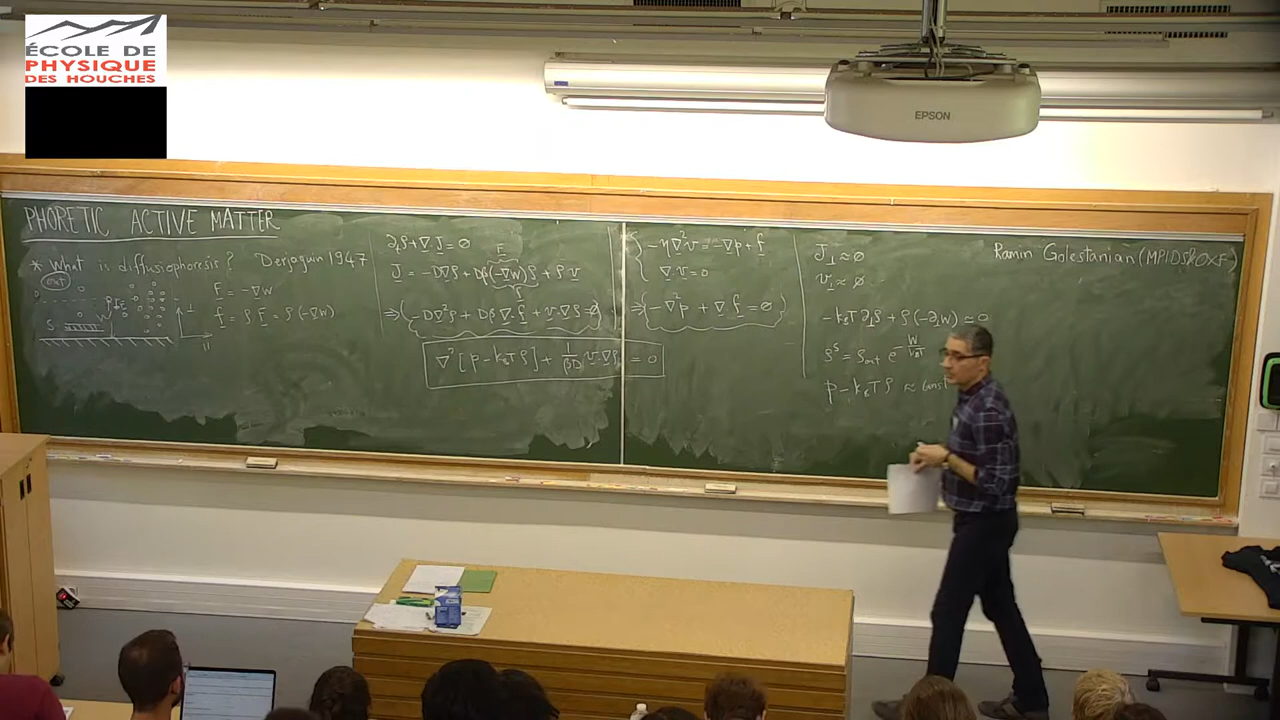 ÉCOLE DE
PHYSIQUE
DES HOUCHES
EPSON
PHORETIC ACTIVE MATTER
* What is diffusiophoresis? Derjaguin 1947
out
F = -∇W
f = ρ F = ρ (-∇W)
S
W
⊥
||
∂ₜρ + ∇·J = 0
F
J = -D∇ρ + Dβ(-∇W)ρ + ρ v
f
⇒ (-D∇²ρ + Dβ ∇·f + v·∇ρ = 0)
∇² [p - k_BT ρ] + 1/βD v·∇ρ = 0
-η∇²v = -∇p + f
∇·v = 0
⇒ (-∇²p + ∇·f = 0)
J⊥ ≈ 0
v⊥ ≈ 0
-k_BT ∂⊥ρ + ρ(-∂⊥W) ≈ 0
ρˢ = ρ_out e^{-W/k_BT}
p - k_BT ρ ≈ const
Ramin Golestanian (MPIDS&OXF)